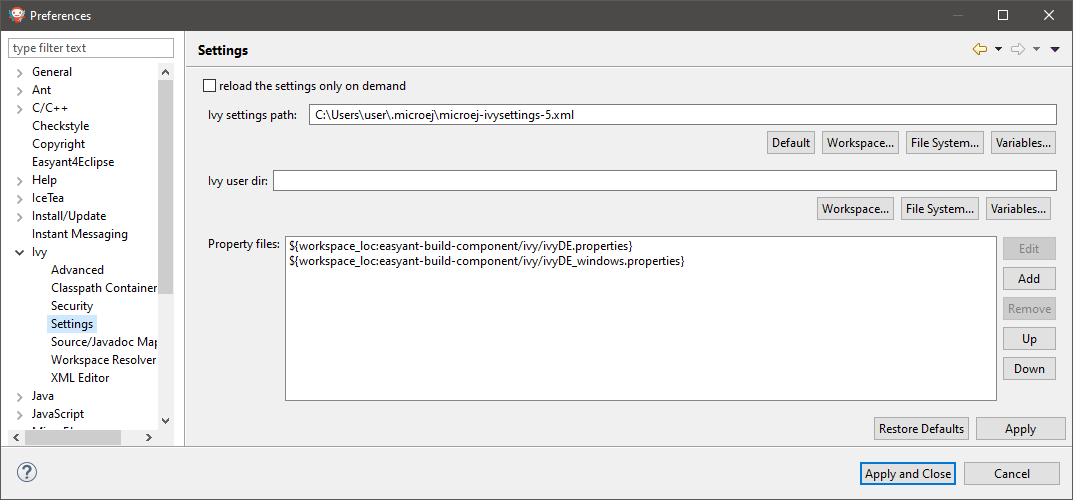 Preferences
type filter text
General
Ant
C/C++
Checkstyle
Copyright
Easyant4Eclipse
Help
IceTea
Install/Update
Instant Messaging
Ivy
Advanced
Classpath Container
Security
Settings
Source/Javadoc Map
Workspace Resolver
XML Editor
Java
JavaScript
Settings
reload the settings only on demand
Ivy settings path: C:\Users\user\.microej\microej-ivysettings-5.xml
Default Workspace... File System... Variables...
Ivy user dir:
Workspace... File System... Variables...
Property files: ${workspace_loc:easyant-build-component/ivy/ivyDE.properties}
${workspace_loc:easyant-build-component/ivy/ivyDE_windows.properties}
Edit
Add
Remove
Up
Down
Restore Defaults Apply
? Apply and Close Cancel